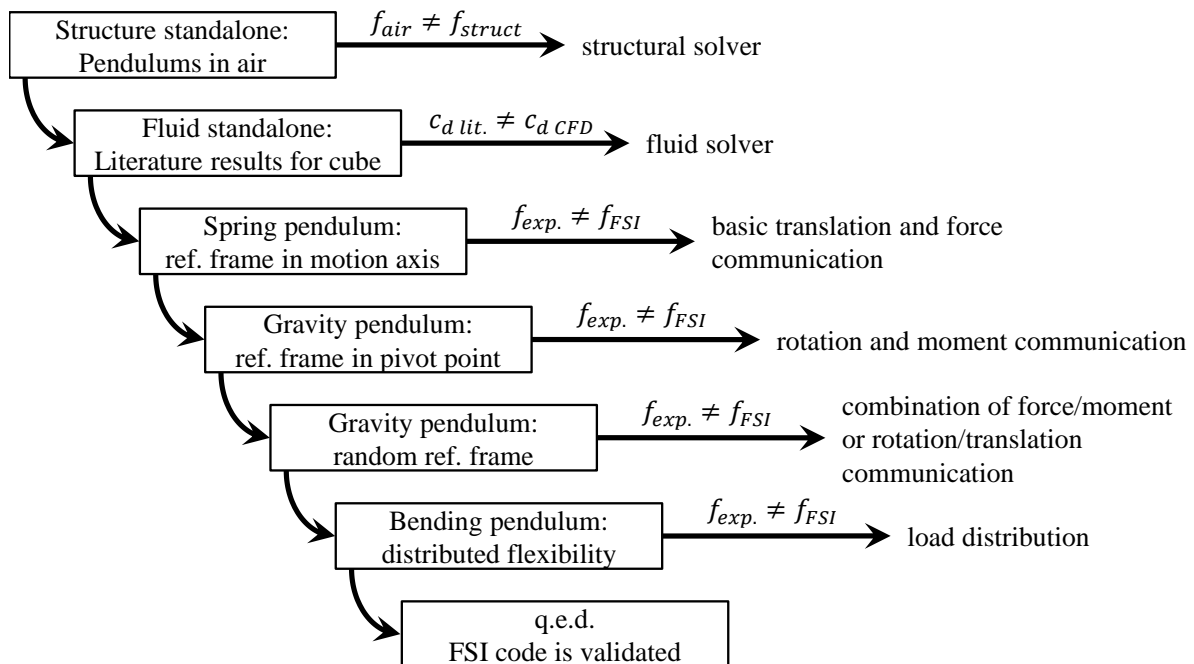 Structure standalone:
Pendulums in air
f_air ≠ f_struct
structural solver
Fluid standalone:
Literature results for cube
c_d lit. ≠ c_d CFD
fluid solver
Spring pendulum:
ref. frame in motion axis
f_exp. ≠ f_FSI
basic translation and force
communication
Gravity pendulum:
ref. frame in pivot point
f_exp. ≠ f_FSI
rotation and moment communication
Gravity pendulum:
random ref. frame
f_exp. ≠ f_FSI
combination of force/moment
or rotation/translation
communication
Bending pendulum:
distributed flexibility
f_exp. ≠ f_FSI
load distribution
q.e.d.
FSI code is validated